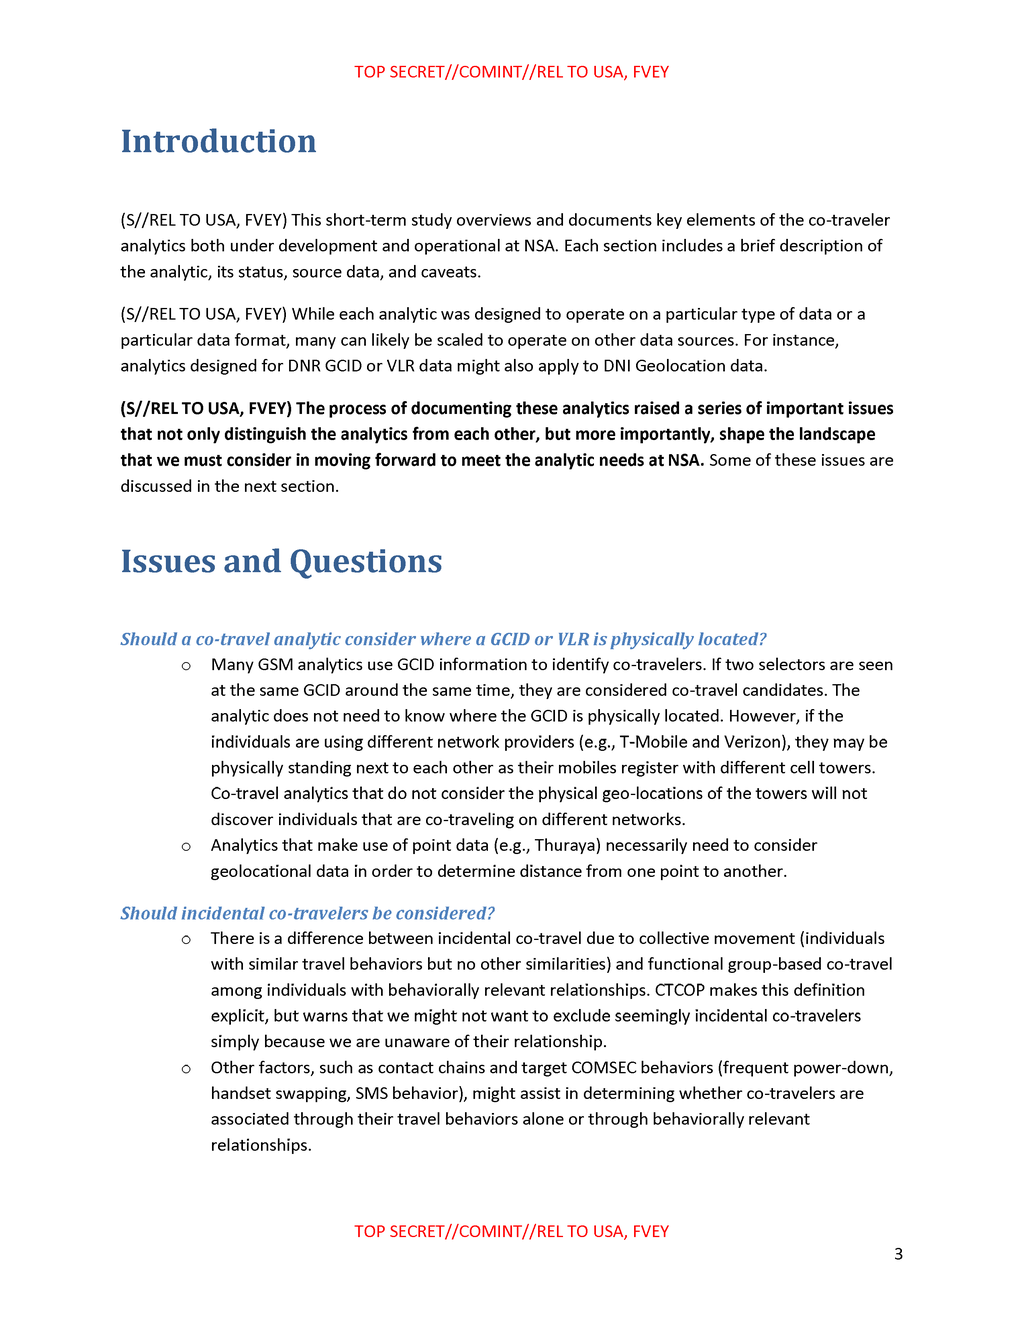 TOP SECRET//COMINT//REL TO USA, FVEY
Introduction
(S//REL TO USA, FVEY) This short-term study overviews and documents key elements of the co-traveler
analytics both under development and operational at NSA. Each section includes a brief description of
the analytic, its status, source data, and caveats.
(S//REL TO USA, FVEY) While each analytic was designed to operate on a particular type of data or a
particular data format, many can likely be scaled to operate on other data sources. For instance,
analytics designed for DNR GCID or VLR data might also apply to DNI Geolocation data.
(S//REL TO USA, FVEY) The process of documenting these analytics raised a series of important issues
that not only distinguish the analytics from each other, but more importantly, shape the landscape
that we must consider in moving forward to meet the analytic needs at NSA. Some of these issues are
discussed in the next section.
Issues and Questions
Should a co-travel analytic consider where a GCID or VLR is physically located?
o Many GSM analytics use GCID information to identify co-travelers. If two selectors are seen
at the same GCID around the same time, they are considered co-travel candidates. The
analytic does not need to know where the GCID is physically located. However, if the
individuals are using different network providers (e.g., T-Mobile and Verizon), they may be
physically standing next to each other as their mobiles register with different cell towers.
Co-travel analytics that do not consider the physical geo-locations of the towers will not
discover individuals that are co-traveling on different networks.
o Analytics that make use of point data (e.g., Thuraya) necessarily need to consider
geolocational data in order to determine distance from one point to another.
Should incidental co-travelers be considered?
o There is a difference between incidental co-travel due to collective movement (individuals
with similar travel behaviors but no other similarities) and functional group-based co-travel
among individuals with behaviorally relevant relationships. CTCOP makes this definition
explicit, but warns that we might not want to exclude seemingly incidental co-travelers
simply because we are unaware of their relationship.
o Other factors, such as contact chains and target COMSEC behaviors (frequent power-down,
handset swapping, SMS behavior), might assist in determining whether co-travelers are
associated through their travel behaviors alone or through behaviorally relevant
relationships.
TOP SECRET//COMINT//REL TO USA, FVEY
3